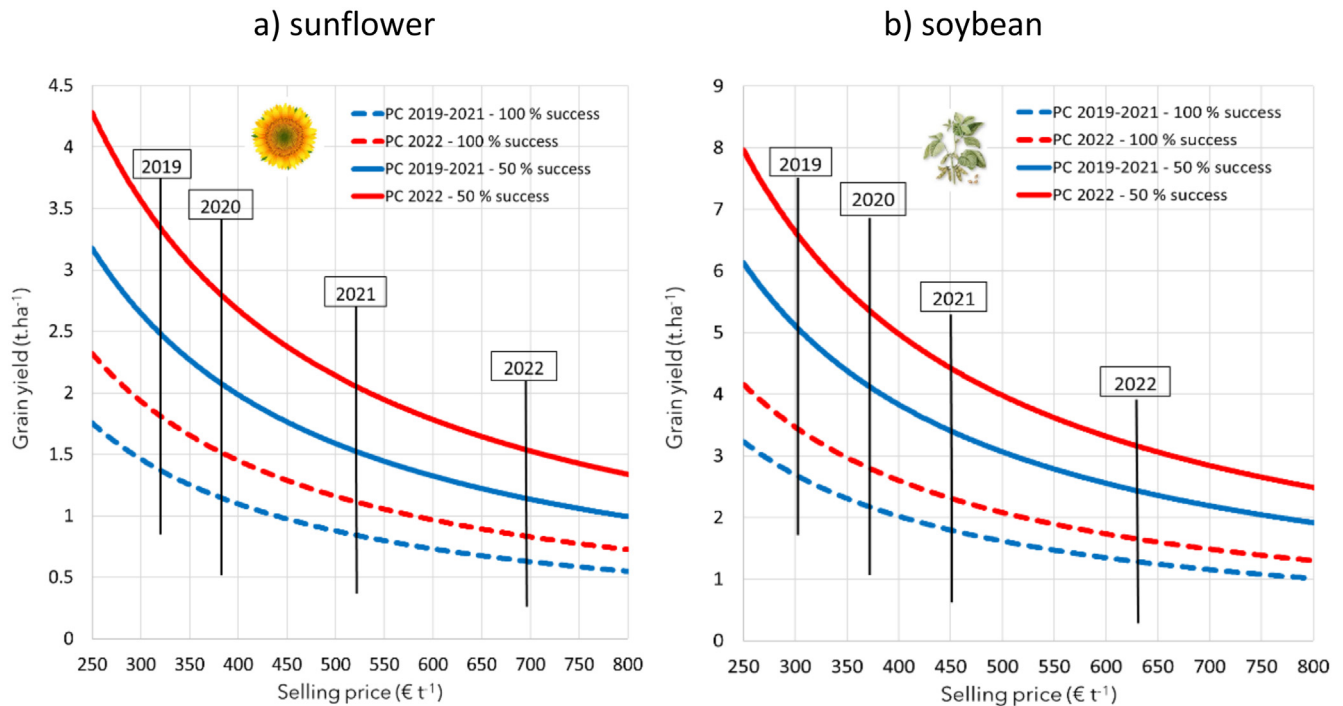 a) sunflower
4.5
4
3.5
3
2.5
2
1.5
1
0.5
0
Grain yield (t.ha⁻¹)
PC 2019-2021 - 100 % success
PC 2022 - 100 % success
PC 2019-2021 - 50 % success
PC 2022 - 50 % success
2019
2020
2021
2022
250 300 350 400 450 500 550 600 650 700 750 800
Selling price (€ t⁻¹)
b) soybean
9
8
7
6
5
4
3
2
1
0
Grain yield (t.ha⁻¹)
PC 2019-2021 - 100 % success
PC 2022 - 100 % success
PC 2019-2021 - 50 % success
PC 2022 - 50 % success
2019
2020
2021
2022
250 300 350 400 450 500 550 600 650 700 750 800
Selling price (€ t⁻¹)